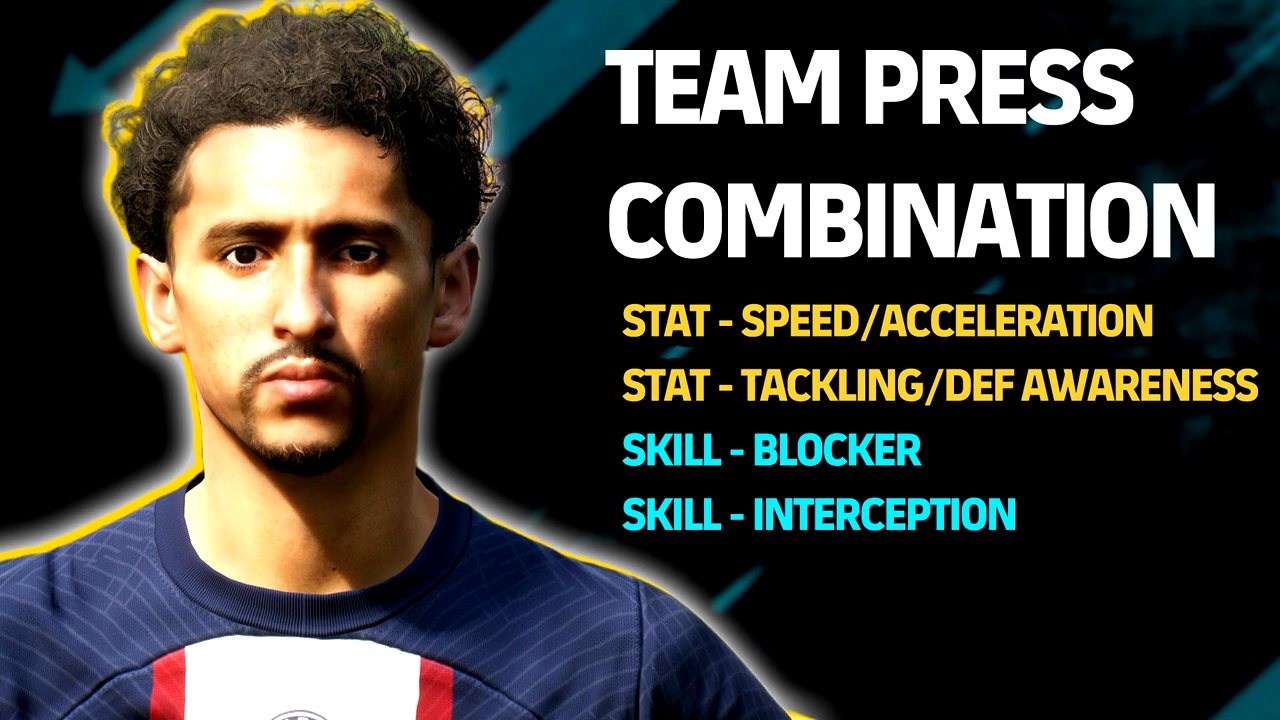 TEAM PRESS
COMBINATION
STAT - SPEED/ACCELERATION
STAT - TACKLING/DEF AWARENESS
SKILL - BLOCKER
SKILL - INTERCEPTION